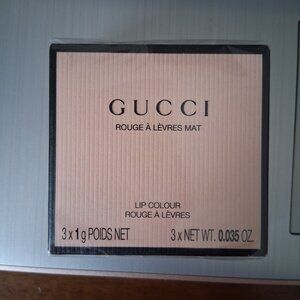 GUCCI
ROUGE À LÈVRES MAT
LIP COLOUR
ROUGE À LÈVRES
3 x 1 g POIDS NET 3 x NET WT. 0.035 OZ.